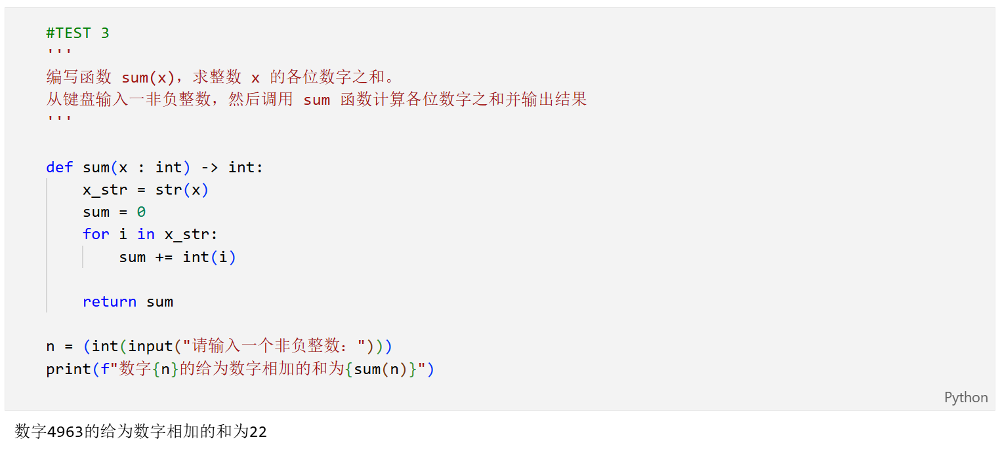 #TEST 3
'''
编写函数 sum(x)，求整数 x 的各位数字之和。
从键盘输入一非负整数，然后调用 sum 函数计算各位数字之和并输出结果
'''
def sum(x : int) -> int:
    x_str = str(x)
    sum = 0
    for i in x_str:
        sum += int(i)
    return sum
n = (int(input("请输入一个非负整数：")))
print(f"数字{n}的给为数字相加的和为{sum(n)}")
Python
数字4963的给为数字相加的和为22